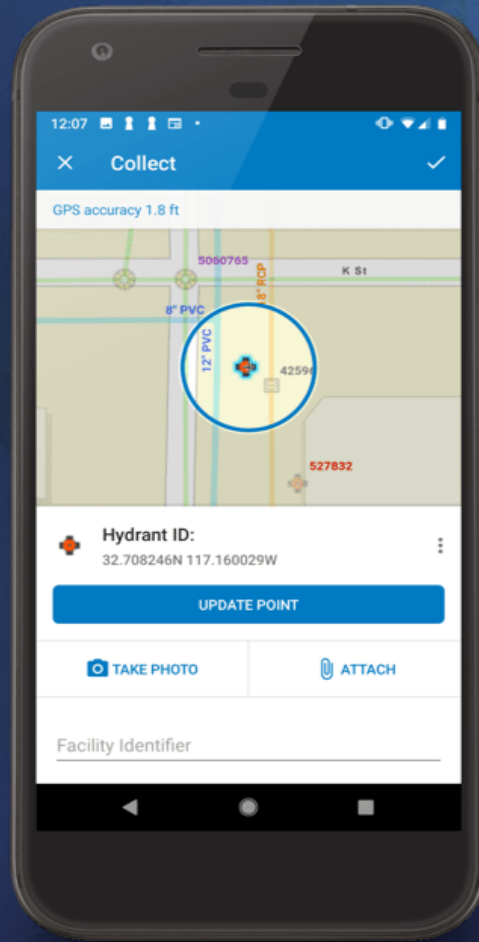 12:07
Collect
GPS accuracy 1.8 ft
5060765
8" RCP
K St
8" PVC
12" PVC
42596
527832
Hydrant ID:
32.708246N 117.160029W
UPDATE POINT
TAKE PHOTO
ATTACH
Facility Identifier